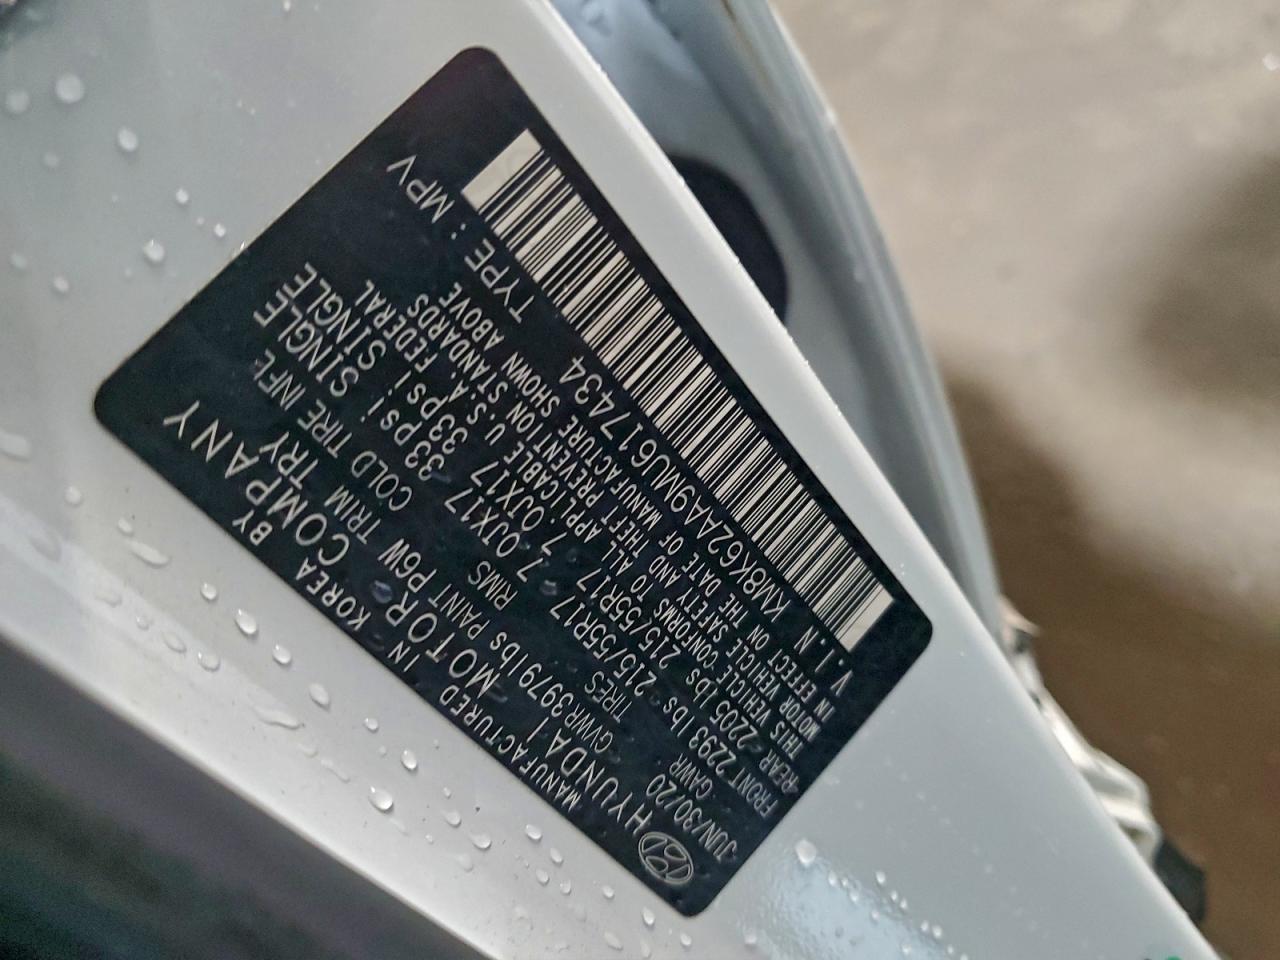 MANUFACTURED IN KOREA BY
HYUNDAI MOTOR COMPANY
JUN/30/20 GVWR 3979 lbs PAINT P6W TRIM TRY
GAWR TIRES RIMS COLD TIRE INFL:
FRONT 2293 lbs 215/55R17 7.0JX17 33psi SINGLE
REAR 2205 lbs 215/55R17 7.0JX17 33psi SINGLE
THIS VEHICLE CONFORMS TO ALL APPLICABLE U.S.A FEDERAL
MOTOR VEHICLE SAFETY AND THEFT PREVENTION STANDARDS
IN EFFECT ON THE DATE OF MANUFACTURE SHOWN ABOVE
V.I.N KM8K62AA9MU617434 TYPE : MPV